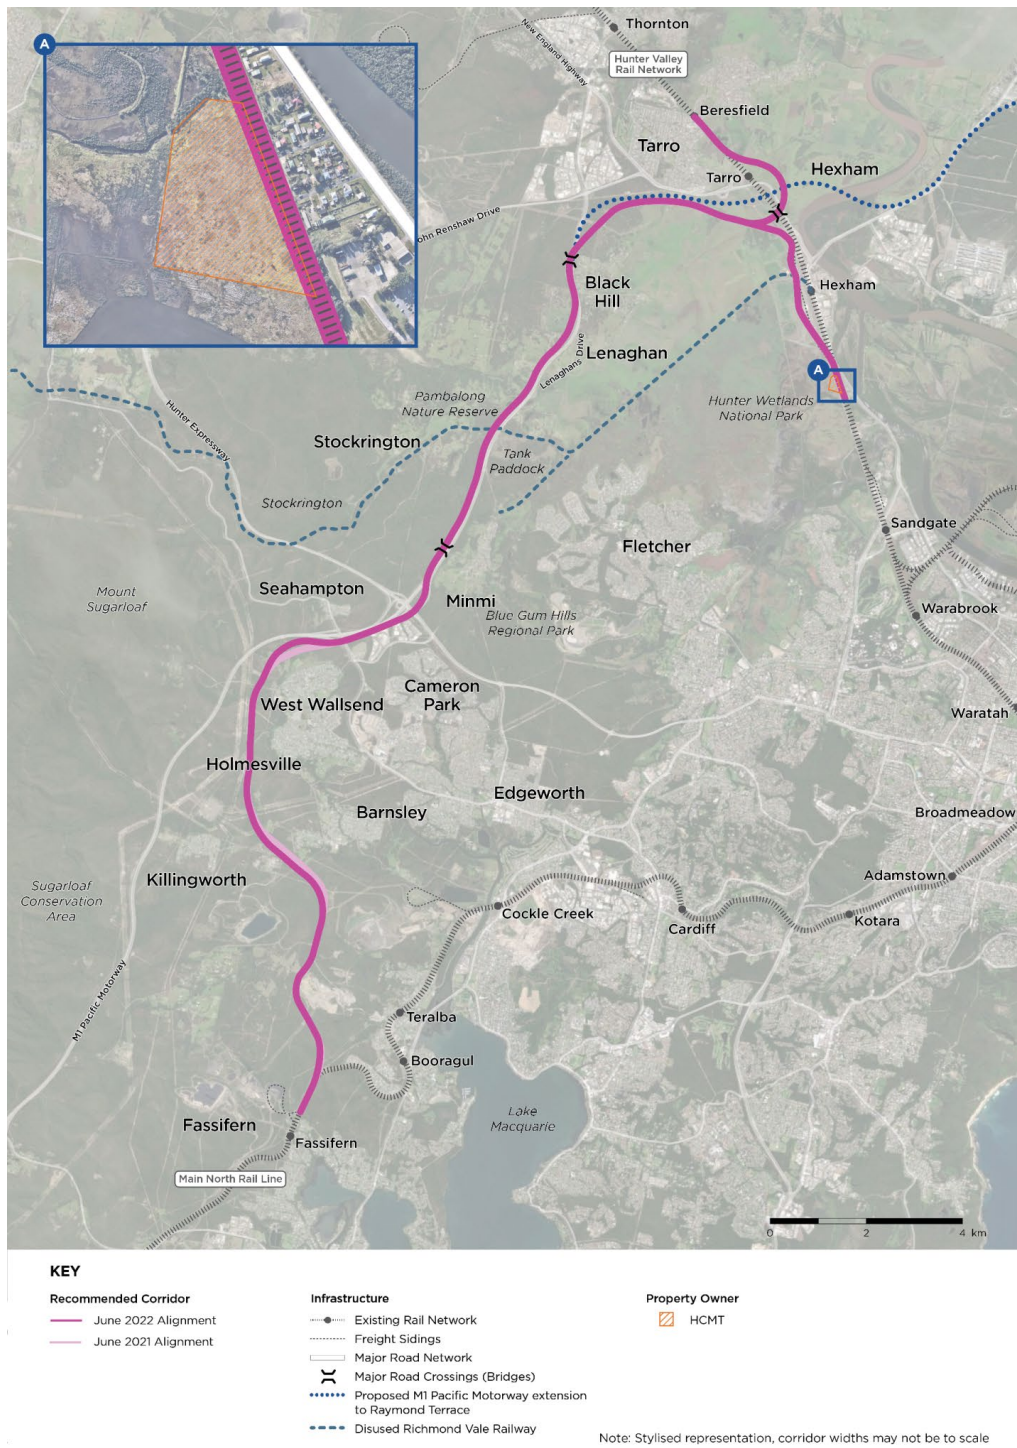 A
Thornton
New England Highway
Hunter Valley
Rail Network
Beresfield
Tarro
Hexham
Tarro
ohn Renshaw Drive
Black
Hill
Hexham
Lenaghans Drive
Lenaghan
A
Pambalong
Nature Reserve
Hunter Wetlands
National Park
Hunter Expressway
Stockrington
Tank
Paddock
Stockrington
Sandgate
Fletcher
Mount
Sugarloaf
Seahampton
Minmi
Warabrook
Blue Gum Hills
Regional Park
Cameron
Park
West Wallsend
Waratah
Holmesville
Edgeworth
Barnsley
Broadmeadow
Killingworth
Adamstown
Sugarloaf
Conservation
Area
Cockle Creek
Cardiff
Kotara
M1 Pacific Motorway
Teralba
Booragul
Lake
Macquarie
Fassifern
Fassifern
Main North Rail Line
0 2 4 km
KEY
Recommended Corridor
June 2022 Alignment
June 2021 Alignment
Infrastructure
Existing Rail Network
Freight Sidings
Major Road Network
Major Road Crossings (Bridges)
Proposed M1 Pacific Motorway extension
to Raymond Terrace
Disused Richmond Vale Railway
Property Owner
HCMT
Note: Stylised representation, corridor widths may not be to scale